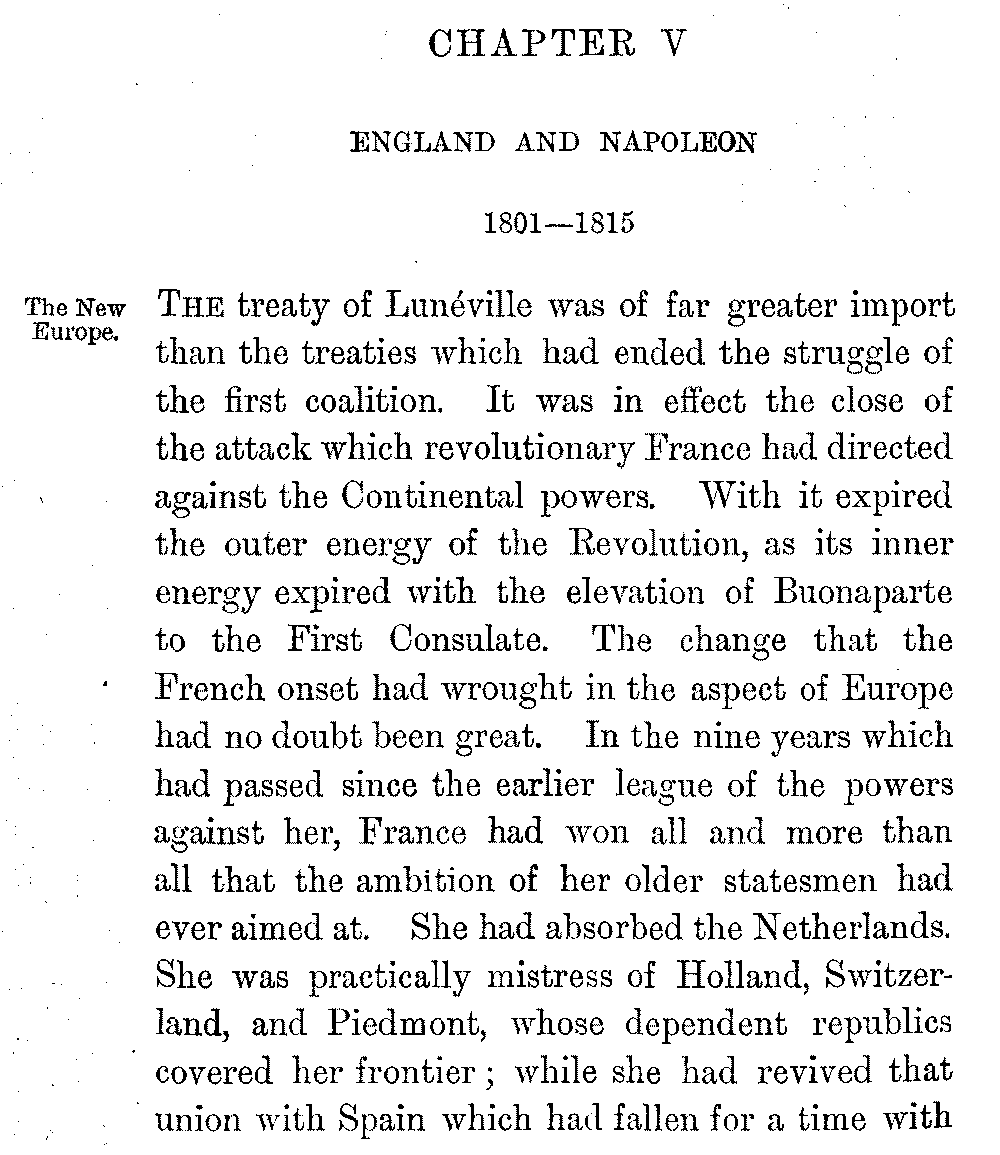 CHAPTER V
ENGLAND AND NAPOLEON
1801—1815
The New
Europe.
THE treaty of Lunéville was of far greater import
than the treaties which had ended the struggle of
the first coalition. It was in effect the close of
the attack which revolutionary France had directed
against the Continental powers. With it expired
the outer energy of the Revolution, as its inner
energy expired with the elevation of Buonaparte
to the First Consulate. The change that the
French onset had wrought in the aspect of Europe
had no doubt been great. In the nine years which
had passed since the earlier league of the powers
against her, France had won all and more than
all that the ambition of her older statesmen had
ever aimed at. She had absorbed the Netherlands.
She was practically mistress of Holland, Switzer-
land, and Piedmont, whose dependent republics
covered her frontier; while she had revived that
union with Spain which had fallen for a time with